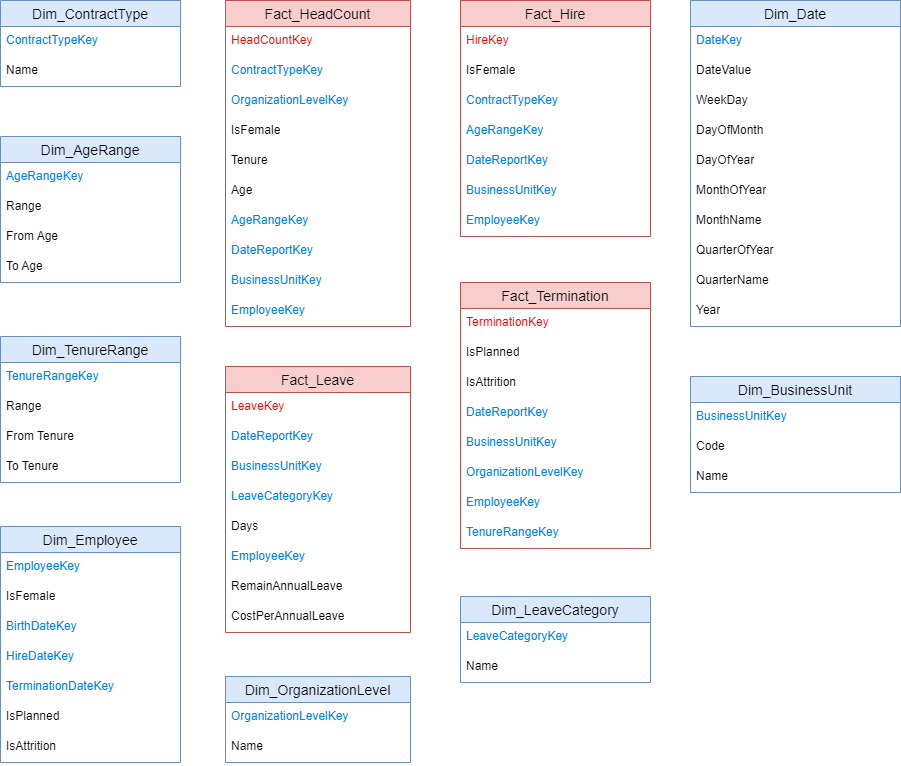 Dim_ContractType
ContractTypeKey
Name
Dim_AgeRange
AgeRangeKey
Range
From Age
To Age
Dim_TenureRange
TenureRangeKey
Range
From Tenure
To Tenure
Dim_Employee
EmployeeKey
IsFemale
BirthDateKey
HireDateKey
TerminationDateKey
IsPlanned
IsAttrition
Fact_HeadCount
HeadCountKey
ContractTypeKey
OrganizationLevelKey
IsFemale
Tenure
Age
AgeRangeKey
DateReportKey
BusinessUnitKey
EmployeeKey
Fact_Leave
LeaveKey
DateReportKey
BusinessUnitKey
LeaveCategoryKey
Days
EmployeeKey
RemainAnnualLeave
CostPerAnnualLeave
Dim_OrganizationLevel
OrganizationLevelKey
Name
Fact_Hire
HireKey
IsFemale
ContractTypeKey
AgeRangeKey
DateReportKey
BusinessUnitKey
EmployeeKey
Fact_Termination
TerminationKey
IsPlanned
IsAttrition
DateReportKey
BusinessUnitKey
OrganizationLevelKey
EmployeeKey
TenureRangeKey
Dim_LeaveCategory
LeaveCategoryKey
Name
Dim_Date
DateKey
DateValue
WeekDay
DayOfMonth
DayOfYear
MonthOfYear
MonthName
QuarterOfYear
QuarterName
Year
Dim_BusinessUnit
BusinessUnitKey
Code
Name